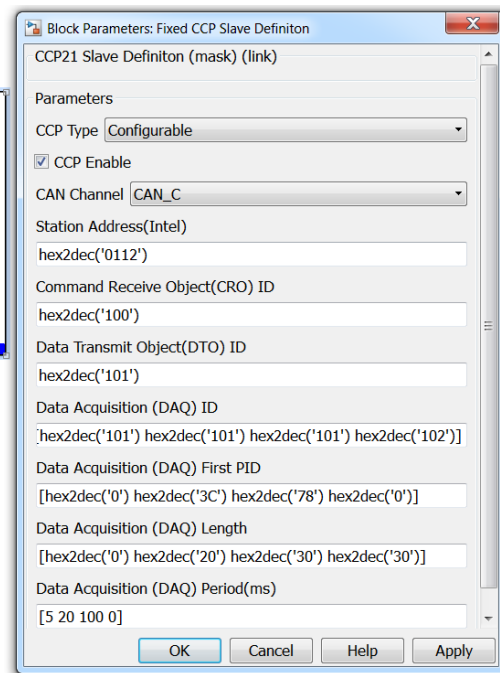 Block Parameters: Fixed CCP Slave Definiton
CCP21 Slave Definiton (mask) (link)
Parameters
CCP Type Configurable
CCP Enable
CAN Channel CAN_C
Station Address(Intel)
hex2dec('0112')
Command Receive Object(CRO) ID
hex2dec('100')
Data Transmit Object(DTO) ID
hex2dec('101')
Data Acquisition (DAQ) ID
[hex2dec('101') hex2dec('101') hex2dec('101') hex2dec('102')]
Data Acquisition (DAQ) First PID
[hex2dec('0') hex2dec('3C') hex2dec('78') hex2dec('0')]
Data Acquisition (DAQ) Length
[hex2dec('0') hex2dec('20') hex2dec('30') hex2dec('30')]
Data Acquisition (DAQ) Period(ms)
[5 20 100 0]
OK Cancel Help Apply